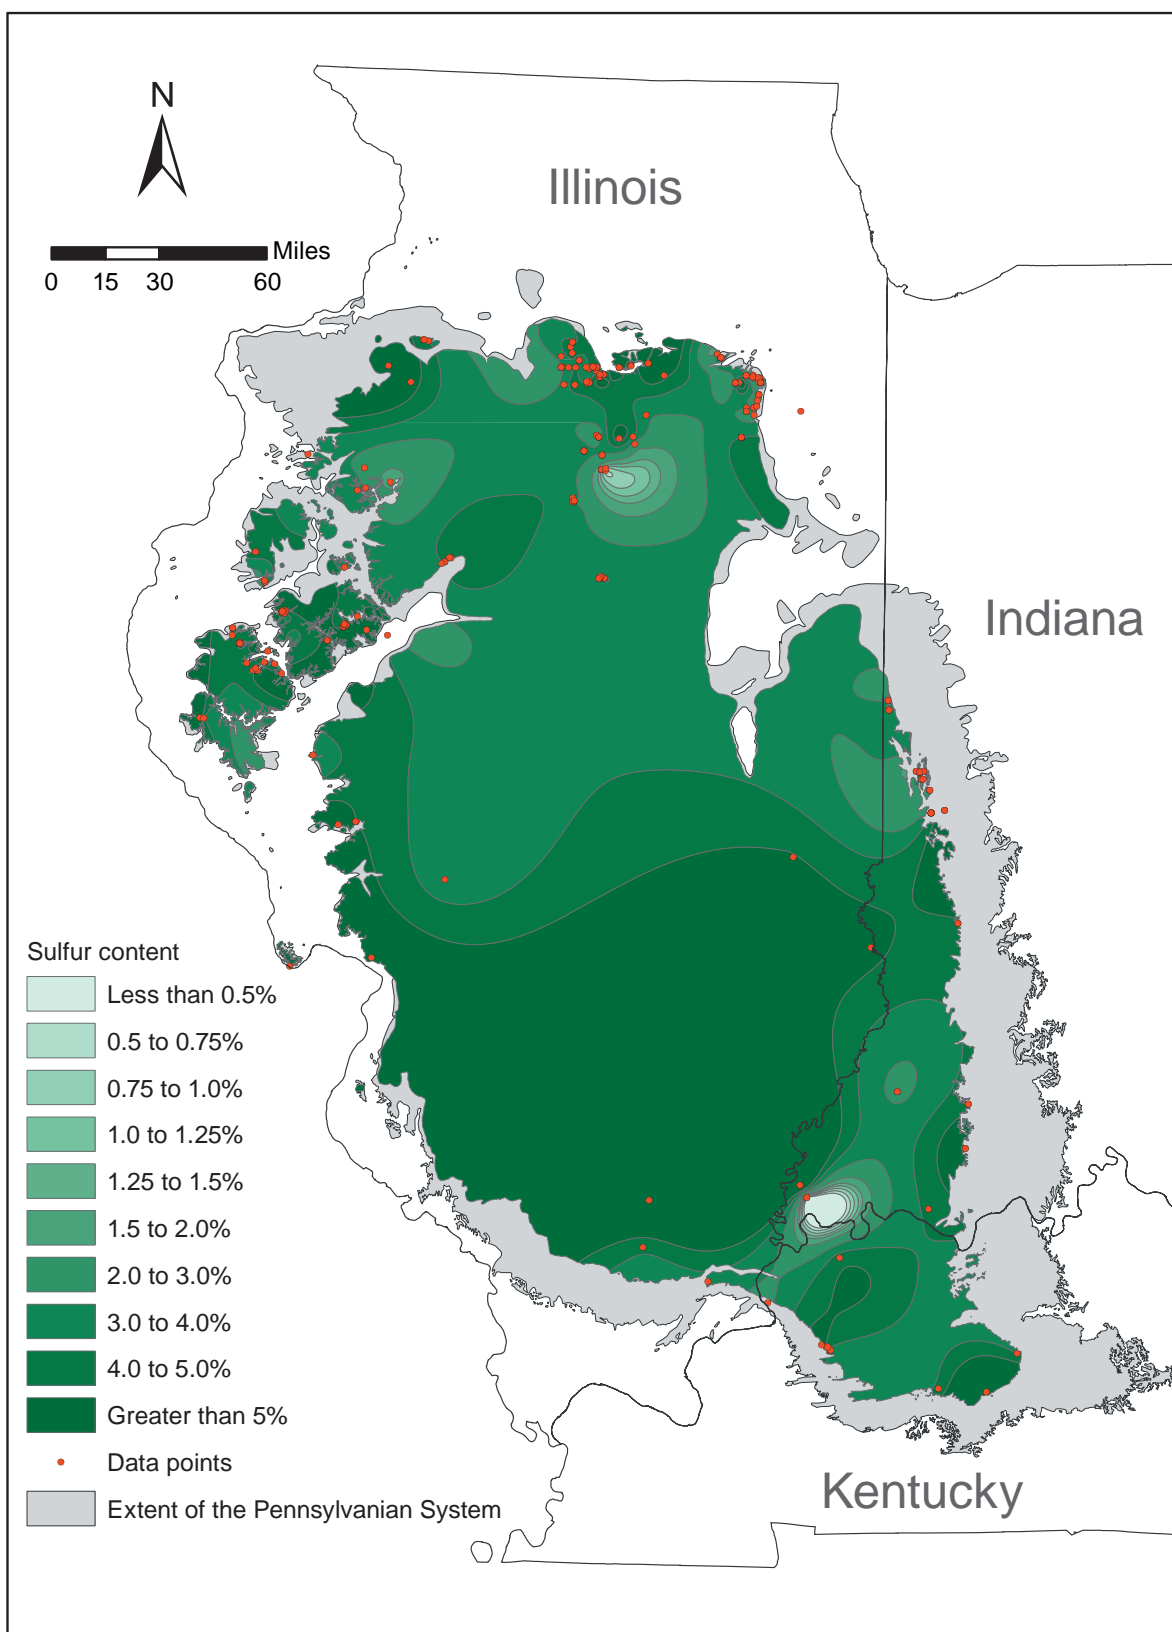 N
Illinois
Miles
0 15 30 60
Indiana
Sulfur content
Less than 0.5%
0.5 to 0.75%
0.75 to 1.0%
1.0 to 1.25%
1.25 to 1.5%
1.5 to 2.0%
2.0 to 3.0%
3.0 to 4.0%
4.0 to 5.0%
Greater than 5%
Data points
Extent of the Pennsylvanian System
Kentucky